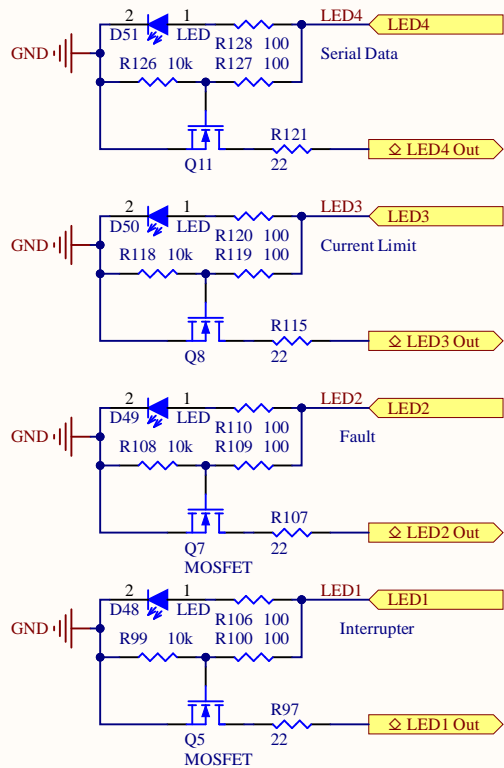 2 1 LED4 LED4
D51 LED R128 100 Serial Data
GND
R126 10k R127 100
R121
LED4 Out
Q11 22
2 1 LED3 LED3
D50 LED R120 100 Current Limit
GND
R118 10k R119 100
R115
LED3 Out
Q8 22
2 1 LED2 LED2
D49 LED R110 100 Fault
GND
R108 10k R109 100
R107
LED2 Out
Q7 22
MOSFET
2 1 LED1 LED1
D48 LED R106 100 Interrupter
GND
R99 10k R100 100
R97
LED1 Out
Q5 22
MOSFET